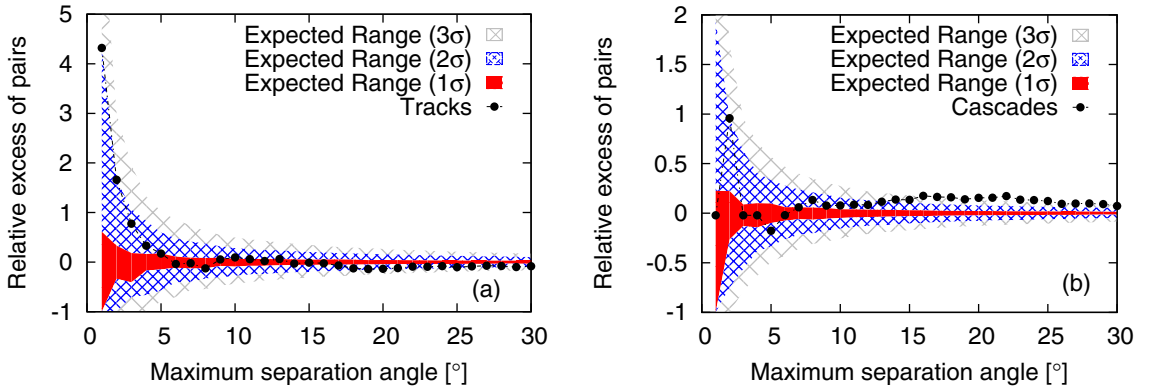 Relative excess of pairs
5
4
3
2
1
0
-1
Expected Range (3σ)
Expected Range (2σ)
Expected Range (1σ)
Tracks
(a)
0 5 10 15 20 25 30
Maximum separation angle [°]
Relative excess of pairs
2
1.5
1
0.5
0
-0.5
-1
Expected Range (3σ)
Expected Range (2σ)
Expected Range (1σ)
Cascades
(b)
0 5 10 15 20 25 30
Maximum separation angle [°]